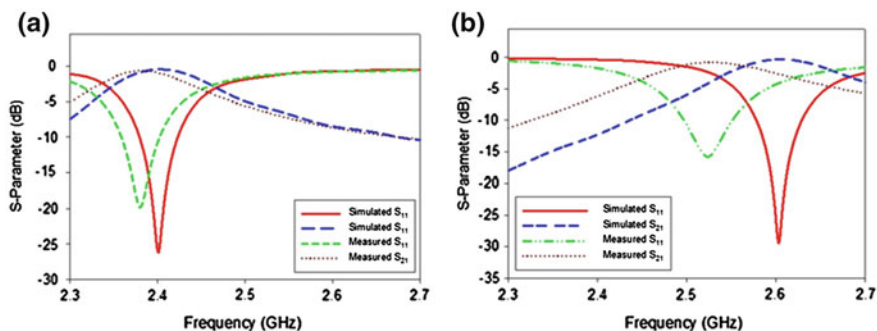 (a)
S-Parameter (dB)
5
0
-5
-10
-15
-20
-25
-30
2.3
2.4
2.5
2.6
2.7
Frequency (GHz)
Simulated S₁₁
Simulated S₂₁
Measured S₁₁
Measured S₂₁
(b)
S-Parameter (dB)
5
0
-5
-10
-15
-20
-25
-30
-35
2.3
2.4
2.5
2.6
2.7
Frequency (GHz)
Simulated S₁₁
Simulated S₂₁
Measured S₁₁
Measured S₂₁